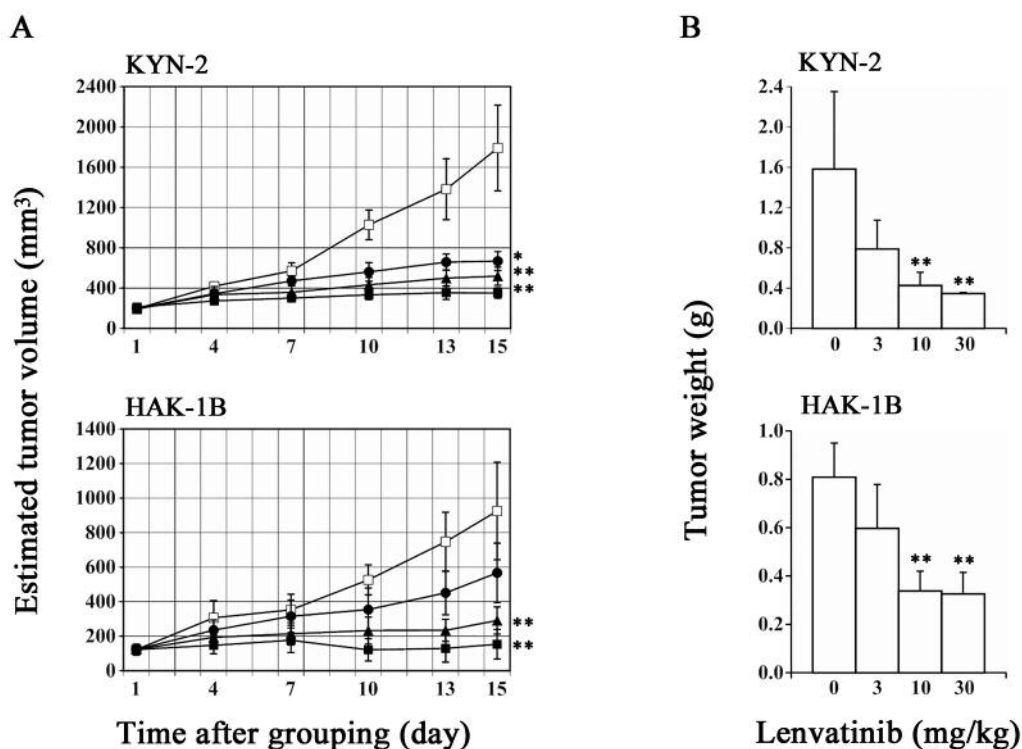 A
B
KYN-2
2400
2000
1600
1200
800
400
0
*
**
**
1 4 7 10 13 15
HAK-1B
1400
1200
1000
800
600
400
200
0
**
**
1 4 7 10 13 15
Estimated tumor volume (mm³)
Time after grouping (day)
KYN-2
2.4
2.0
1.6
1.2
0.8
0.4
0.0
** **
0 3 10 30
HAK-1B
1.0
0.8
0.6
0.4
0.2
0.0
** **
0 3 10 30
Tumor weight (g)
Lenvatinib (mg/kg)